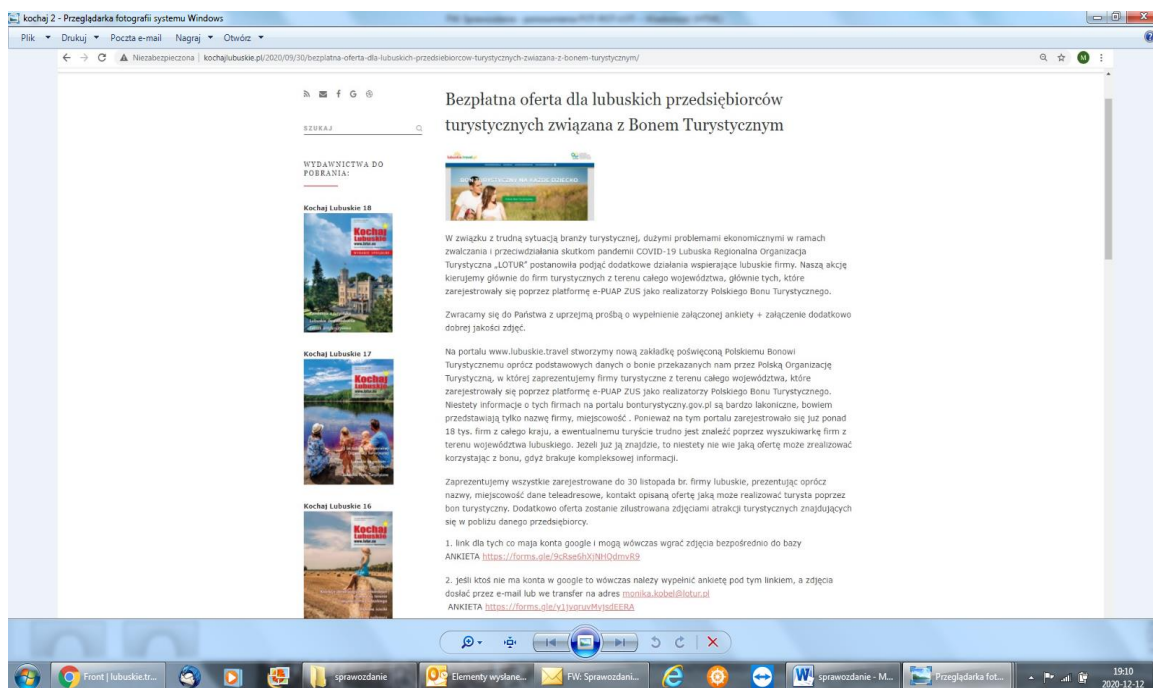 kochaj 2 - Przeglądarka fotografii systemu Windows
Plik Drukuj Poczta e-mail Nagraj Otwórz
Niezabezpieczona | kochajlubuskie.pl/2020/09/30/bezplatna-oferta-dla-lubuskich-przedsiebiorcow-turystycznych-zwiazana-z-bonem-turystycznym/
SZUKAJ
WYDAWNICTWA DO
POBRANIA:
Kochaj Lubuskie 18
Kochaj
Lubuskie
Kochaj Lubuskie 17
Kochaj
Lubuskie
Kochaj Lubuskie 16
Kochaj
Lubuskie
Bezpłatna oferta dla lubuskich przedsiębiorców
turystycznych związana z Bonem Turystycznym
BON TURYSTYCZNY NA KAŻDE DZIECKO
W związku z trudną sytuacją branży turystycznej, dużymi problemami ekonomicznymi w ramach
zwalczania i przeciwdziałania skutkom pandemii COVID-19 Lubuska Regionalna Organizacja
Turystyczna „LOTUR” postanowiła podjąć dodatkowe działania wspierające lubuskie firmy. Naszą akcję
kierujemy głównie do firm turystycznych z terenu całego województwa, głównie tych, które
zarejestrowały się poprzez platformę e-PUAP ZUS jako realizatorzy Polskiego Bonu Turystycznego.
Zwracamy się do Państwa z uprzejmą prośbą o wypełnienie załączonej ankiety + załączenie dodatkowo
dobrej jakości zdjęć.
Na portalu www.lubuskie.travel stworzymy nową zakładkę poświęconą Polskiemu Bonowi
Turystycznemu oprócz podstawowych danych o bonie przekazanych nam przez Polską Organizację
Turystyczną, w której zaprezentujemy firmy turystyczne z terenu całego województwa, które
zarejestrowały się poprzez platformę e-PUAP ZUS jako realizatorzy Polskiego Bonu Turystycznego.
Niestety informacje o tych firmach na portalu bonturystyczny.gov.pl są bardzo lakoniczne, bowiem
przedstawiają tylko nazwę firmy, miejscowość . Ponieważ na tym portalu zarejestrowało się już ponad
18 tys. firm z całego kraju, a ewentualnemu turyście trudno jest znaleźć poprzez wyszukiwarkę firm z
terenu województwa lubuskiego. Jeżeli już ją znajdzie, to niestety nie wie jaką ofertę może zrealizować
korzystając z bonu, gdyż brakuje kompleksowej informacji.
Zaprezentujemy wszystkie zarejestrowane do 30 listopada br. firmy lubuskie, prezentując oprócz
nazwy, miejscowość dane teleadresowe, kontakt opisaną ofertę jaką może realizować turysta poprzez
bon turystyczny. Dodatkowo oferta zostanie zilustrowana zdjęciami atrakcji turystycznych znajdujących
się w pobliżu danego przedsiębiorcy.
1. link dla tych co maja konta google i mogą wówczas wgrać zdjęcia bezpośrednio do bazy
ANKIETA https://forms.gle/9cRse6hXjNHQdmvR9
2. jeśli ktoś nie ma konta w google to wówczas należy wypełnić ankietę pod tym linkiem, a zdjęcia
dosłać przez e-mail lub we transfer na adres monika.kobel@lotur.pl
ANKIETA https://forms.gle/y1jvqruvMvjsdEERA
Front | lubuskie.tr... sprawozdanie Elementy wysłane... FW: Sprawozdani... sprawozdanie - M... Przeglądarka fot...
19:10
2020-12-12